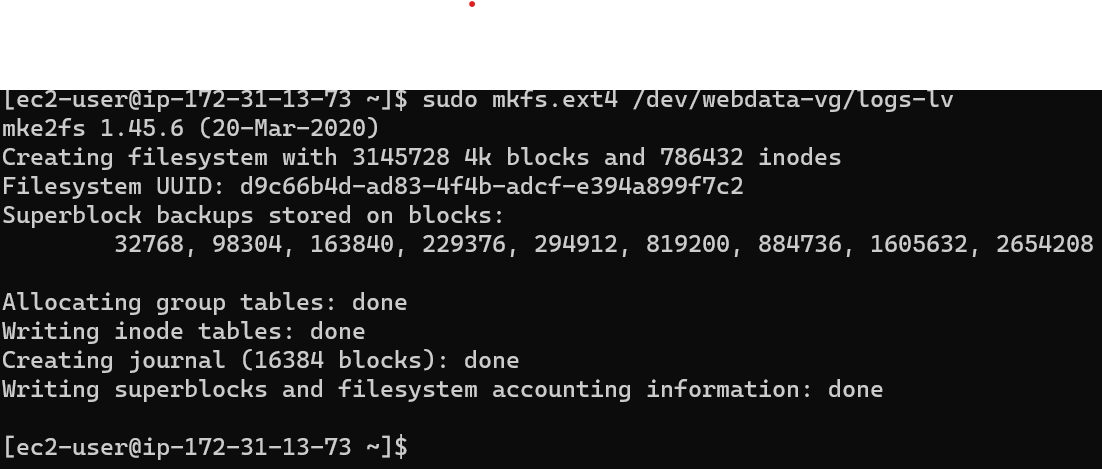 [ec2-user@ip-172-31-13-73 ~]$ sudo mkfs.ext4 /dev/webdata-vg/logs-lv
mke2fs 1.45.6 (20-Mar-2020)
Creating filesystem with 3145728 4k blocks and 786432 inodes
Filesystem UUID: d9c66b4d-ad83-4f4b-adcf-e394a899f7c2
Superblock backups stored on blocks:
32768, 98304, 163840, 229376, 294912, 819200, 884736, 1605632, 2654208
Allocating group tables: done
Writing inode tables: done
Creating journal (16384 blocks): done
Writing superblocks and filesystem accounting information: done
[ec2-user@ip-172-31-13-73 ~]$